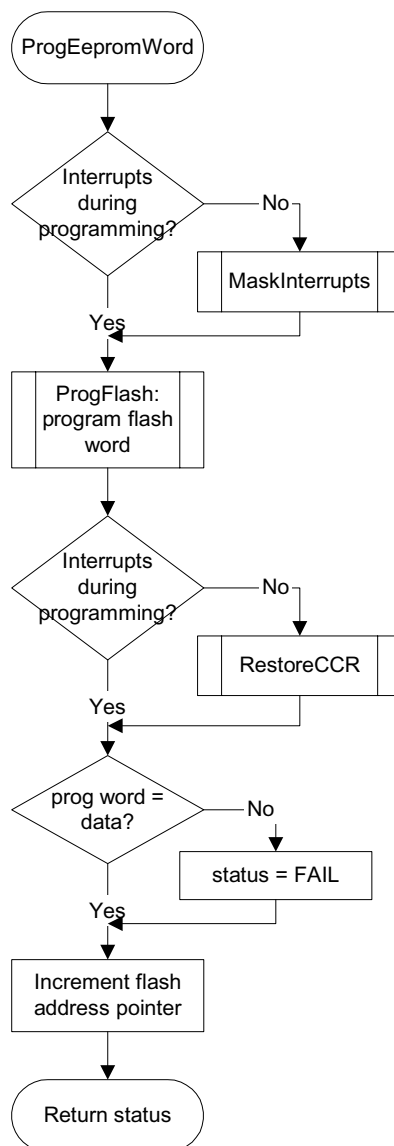 ProgEepromWord
Interrupts
during
programming?
No
MaskInterrupts
Yes
ProgFlash:
program flash
word
Interrupts
during
programming?
No
RestoreCCR
Yes
prog word =
data?
No
status = FAIL
Yes
Increment flash
address pointer
Return status